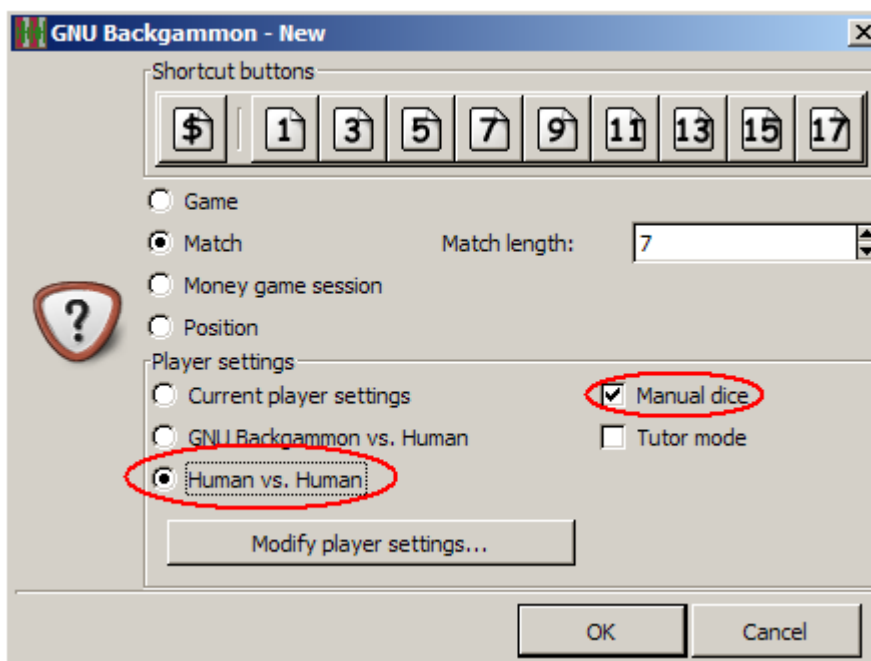 GNU Backgammon - New
Shortcut buttons
$ 1 3 5 7 9 11 13 15 17
Game
Match Match length: 7
Money game session
?
Position
Player settings
Current player settings Manual dice
GNU Backgammon vs. Human Tutor mode
Human vs. Human
Modify player settings...
OK Cancel